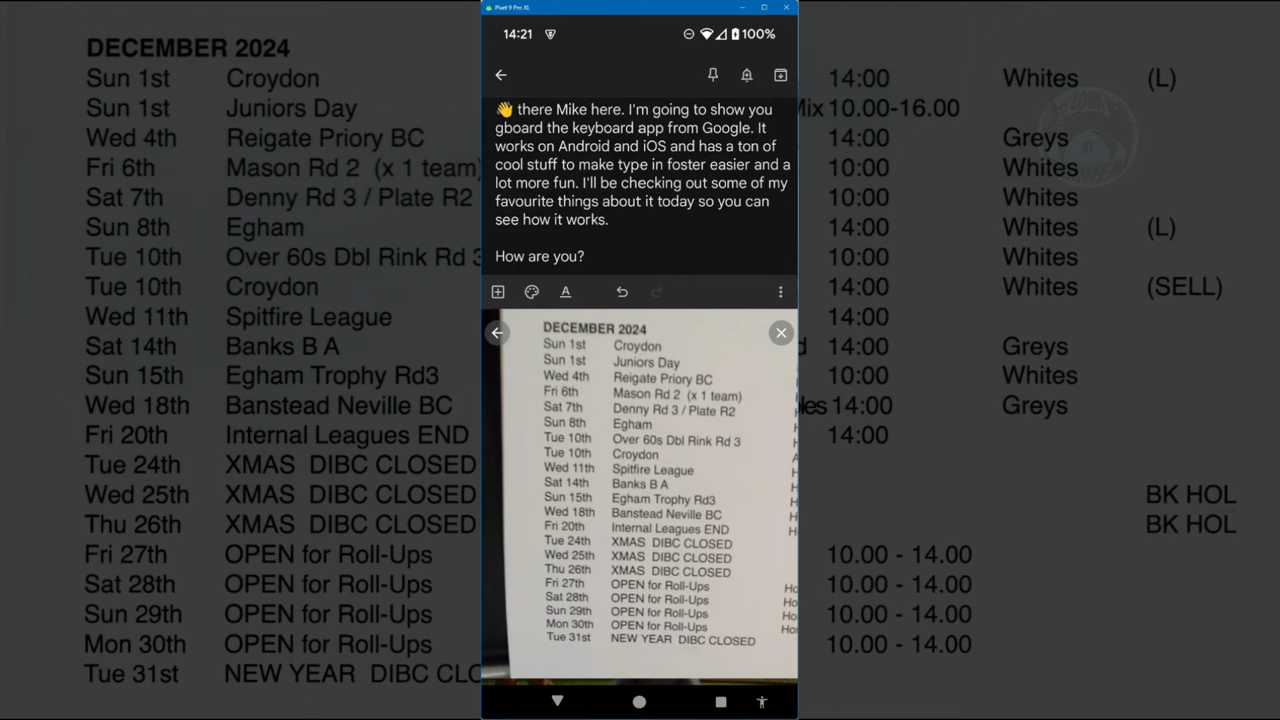 DECEMBER 2024
Sun 1st Croydon 14:00 Whites (L)
Sun 1st Juniors Day Mix 10.00-16.00
Wed 4th Reigate Priory BC 14:00 Greys
Fri 6th Mason Rd 2 (x 1 team) 10:00 Whites
Sat 7th Denny Rd 3 / Plate R2 10:00 Whites
Sun 8th Egham 14:00 Whites (L)
Tue 10th Over 60s Dbl Rink Rd 3 10:00 Whites
Tue 10th Croydon 14:00 Whites (SELL)
Wed 11th Spitfire League 14:00
Sat 14th Banks B A 14:00 Greys
Sun 15th Egham Trophy Rd3 10:00 Whites
Wed 18th Banstead Neville BC 14:00 Greys
Fri 20th Internal Leagues END 14:00
Tue 24th XMAS DIBC CLOSED
Wed 25th XMAS DIBC CLOSED BK HOL
Thu 26th XMAS DIBC CLOSED BK HOL
Fri 27th OPEN for Roll-Ups 10.00 - 14.00
Sat 28th OPEN for Roll-Ups 10.00 - 14.00
Sun 29th OPEN for Roll-Ups 10.00 - 14.00
Mon 30th OPEN for Roll-Ups 10.00 - 14.00
Tue 31st NEW YEAR DIBC
Pixel 9 Pro XL
14:21 100%
👋 there Mike here. I'm going to show you
gboard the keyboard app from Google. It
works on Android and iOS and has a ton of
cool stuff to make type in foster easier and a
lot more fun. I'll be checking out some of my
favourite things about it today so you can
see how it works.
How are you?
A
DECEMBER 2024
Sun 1st Croydon
Sun 1st Juniors Day
Wed 4th Reigate Priory BC
Fri 6th Mason Rd 2 (x 1 team)
Sat 7th Denny Rd 3 / Plate R2
Sun 8th Egham
Tue 10th Over 60s Dbl Rink Rd 3
Tue 10th Croydon
Wed 11th Spitfire League
Sat 14th Banks B A
Sun 15th Egham Trophy Rd3
Wed 18th Banstead Neville BC
Fri 20th Internal Leagues END
Tue 24th XMAS DIBC CLOSED
Wed 25th XMAS DIBC CLOSED
Thu 26th XMAS DIBC CLOSED
Fri 27th OPEN for Roll-Ups
Sat 28th OPEN for Roll-Ups
Sun 29th OPEN for Roll-Ups
Mon 30th OPEN for Roll-Ups
Tue 31st NEW YEAR DIBC CLOSED